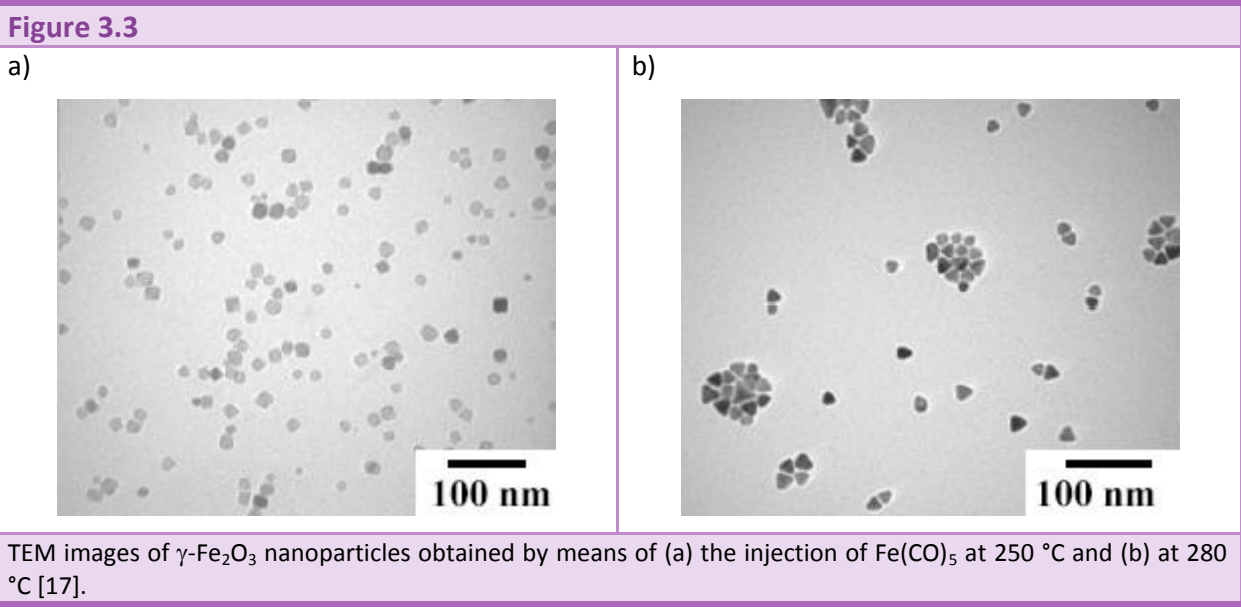 Figure 3.3
a)
b)
100 nm
100 nm
TEM images of γ-Fe₂O₃ nanoparticles obtained by means of (a) the injection of Fe(CO)₅ at 250 °C and (b) at 280
°C [17].